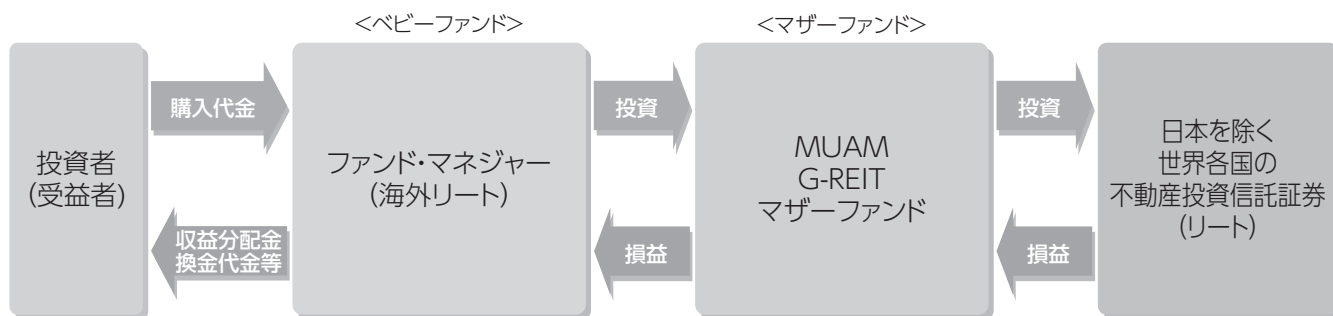 <ベビーファンド>
<マザーファンド>
投資者
(受益者)
購入代金
収益分配金
換金代金等
ファンド・マネジャー
(海外リート)
投資
損益
MUAM
G-REIT
マザーファンド
投資
損益
日本を除く
世界各国の
不動産投資信託証券
(リート)